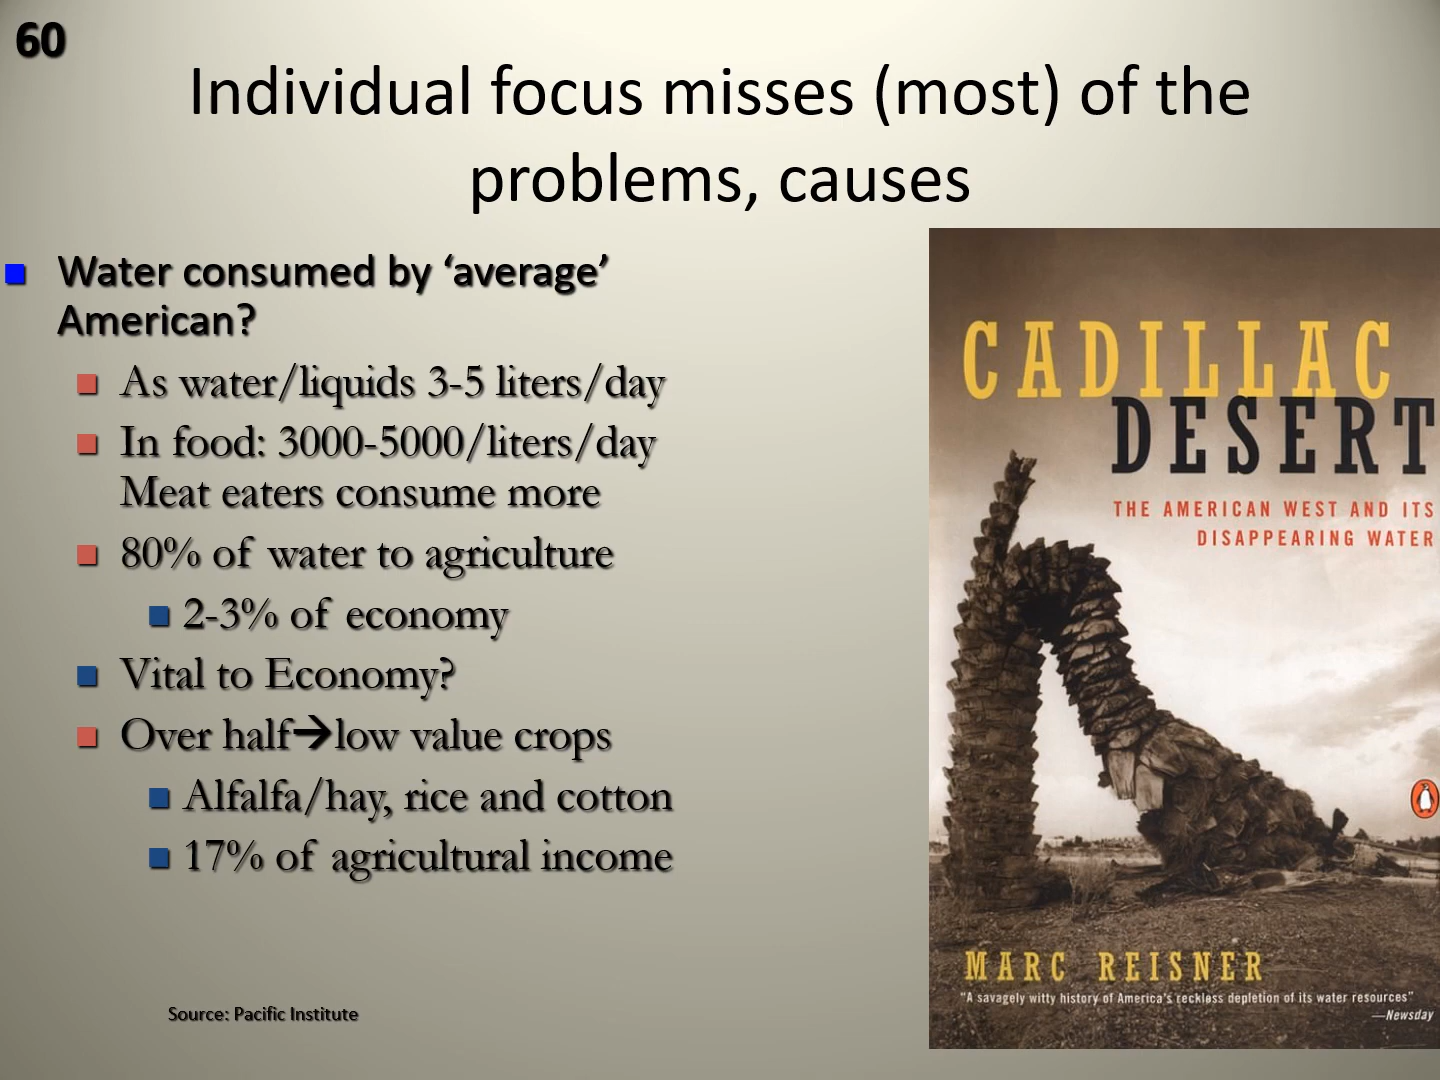 60
Individual focus misses (most) of the
problems, causes
Water consumed by ‘average’
American?
As water/liquids 3-5 liters/day
In food: 3000-5000/liters/day
Meat eaters consume more
80% of water to agriculture
2-3% of economy
Vital to Economy?
Over half→low value crops
Alfalfa/hay, rice and cotton
17% of agricultural income
Source: Pacific Institute
CADILLAC
DESERT
THE AMERICAN WEST AND ITS
DISAPPEARING WATER
MARC REISNER
"A savagely witty history of America's reckless depletion of its water resources"
—Newsday